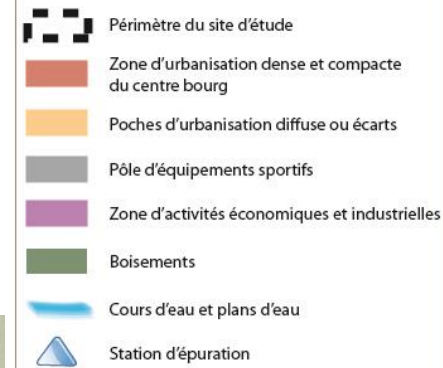 Périmètre du site d'étude
Zone d'urbanisation dense et compacte
du centre bourg
Poches d'urbanisation diffuse ou écarts
Pôle d'équipements sportifs
Zone d'activités économiques et industrielles
Boisements
Cours d'eau et plans d'eau
Station d'épuration